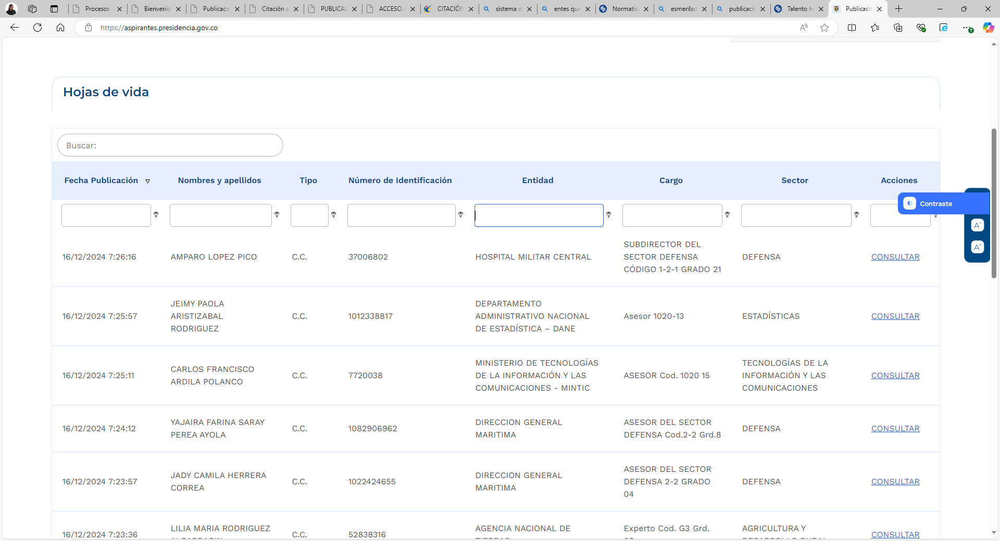 Procesos
Bienvenid
Publicació
Citación a
PUBLICAC
ACCESO A
CITACIÓN
sistema d
entes que
Normativ
esmerilad
publicaci
Talento h
Publicació
https://aspirantes.presidencia.gov.co
Hojas de vida
Buscar:
Fecha Publicación Nombres y apellidos Tipo Número de Identificación Entidad Cargo Sector Acciones
Contraste
A-
A+
16/12/2024 7:26:16
AMPARO LOPEZ PICO
C.C.
37006802
HOSPITAL MILITAR CENTRAL
SUBDIRECTOR DEL
SECTOR DEFENSA
CÓDIGO 1-2-1 GRADO 21
DEFENSA
CONSULTAR
16/12/2024 7:25:57
JEIMY PAOLA
ARISTIZABAL
RODRIGUEZ
C.C.
1012338817
DEPARTAMENTO
ADMINISTRATIVO NACIONAL
DE ESTADÍSTICA – DANE
Asesor 1020-13
ESTADÍSTICAS
CONSULTAR
16/12/2024 7:25:11
CARLOS FRANCISCO
ARDILA POLANCO
C.C.
7720038
MINISTERIO DE TECNOLOGÍAS
DE LA INFORMACIÓN Y LAS
COMUNICACIONES - MINTIC
ASESOR Cod. 1020 15
TECNOLOGÍAS DE LA
INFORMACIÓN Y LAS
COMUNICACIONES
CONSULTAR
16/12/2024 7:24:12
YAJAIRA FARINA SARAY
PEREA AYOLA
C.C.
1082906962
DIRECCION GENERAL
MARITIMA
ASESOR DEL SECTOR
DEFENSA Cod.2-2 Grd.8
DEFENSA
CONSULTAR
16/12/2024 7:23:57
JADY CAMILA HERRERA
CORREA
C.C.
1022424655
DIRECCION GENERAL
MARITIMA
ASESOR DEL SECTOR
DEFENSA 2-2 GRADO
04
DEFENSA
CONSULTAR
16/12/2024 7:23:36
LILIA MARIA RODRIGUEZ
C.C.
52838316
AGENCIA NACIONAL DE
Experto Cod. G3 Grd.
AGRICULTURA Y
CONSULTAR